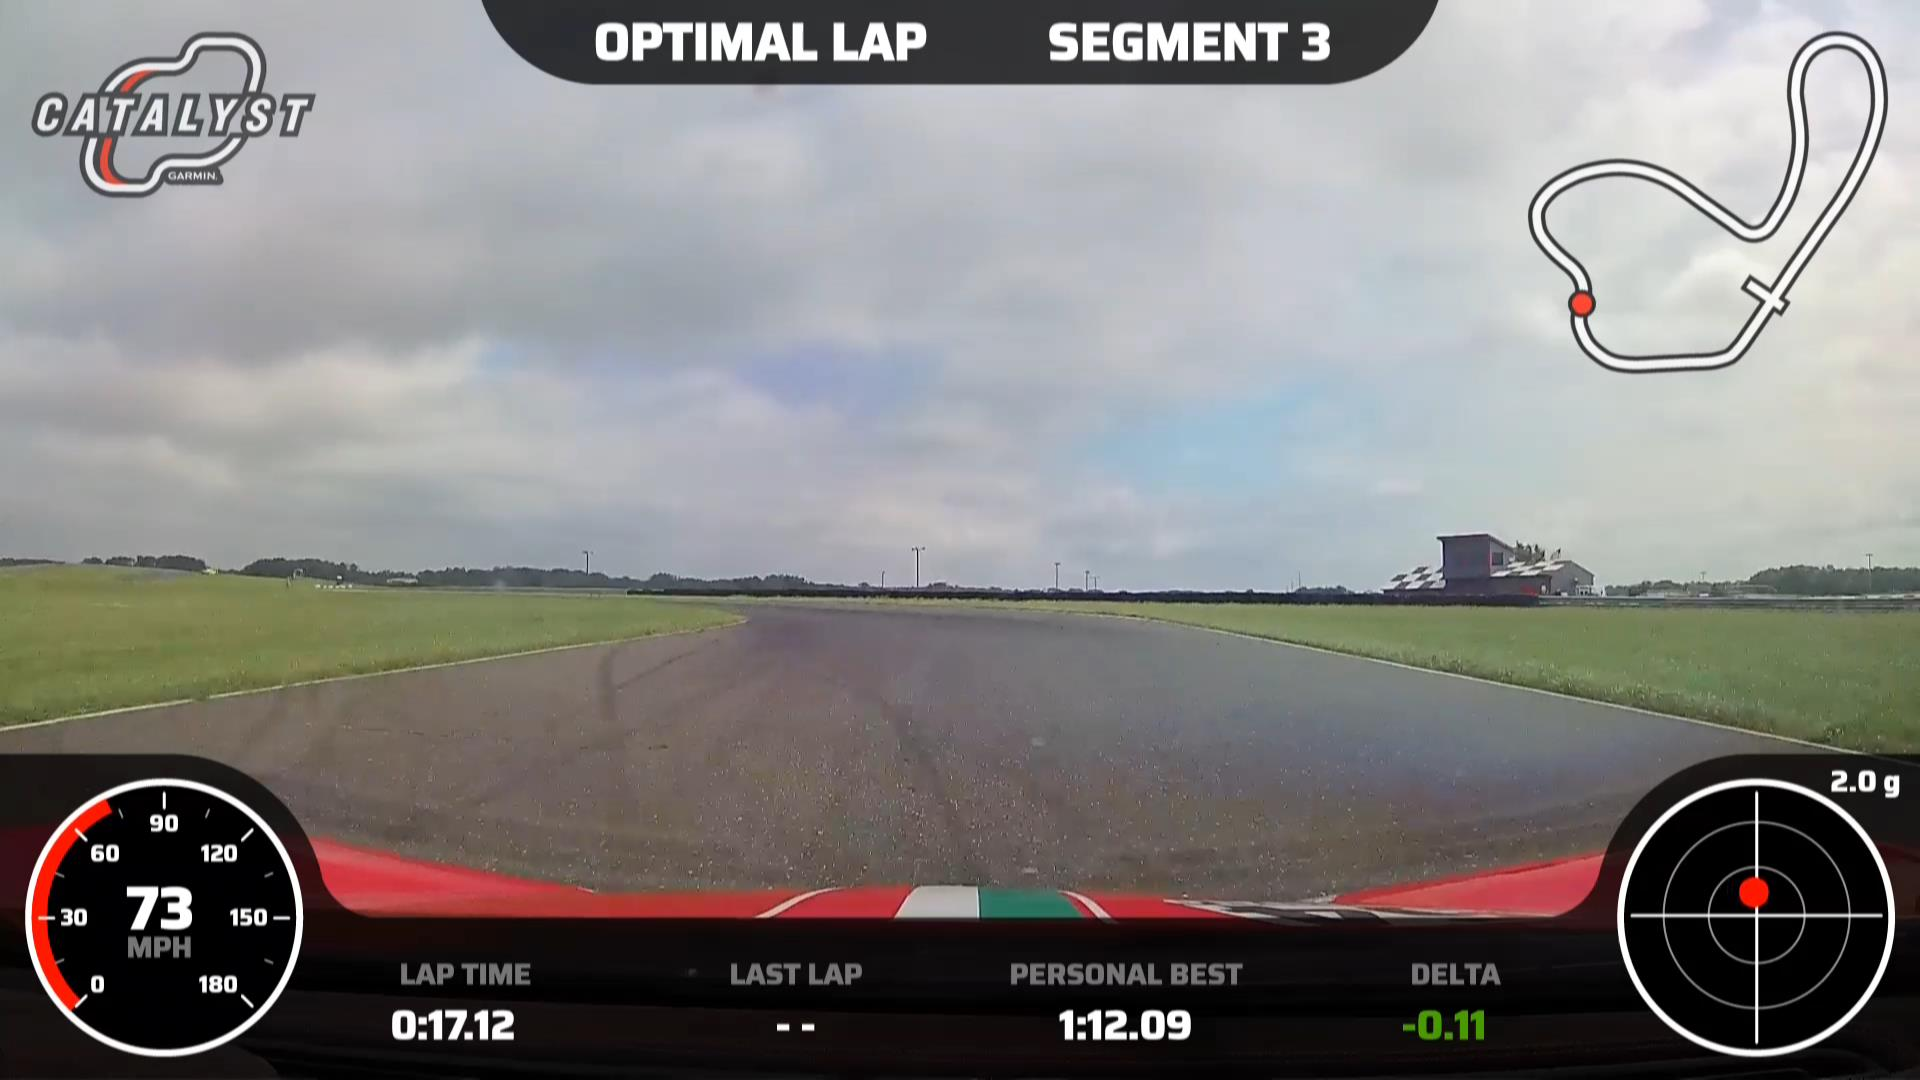 OPTIMAL LAP SEGMENT 3
CATALYST
GARMIN.
2.0 g
90
60 120
30 73 150
MPH
0 180
LAP TIME LAST LAP PERSONAL BEST DELTA
0:17.12 - - 1:12.09 -0.11